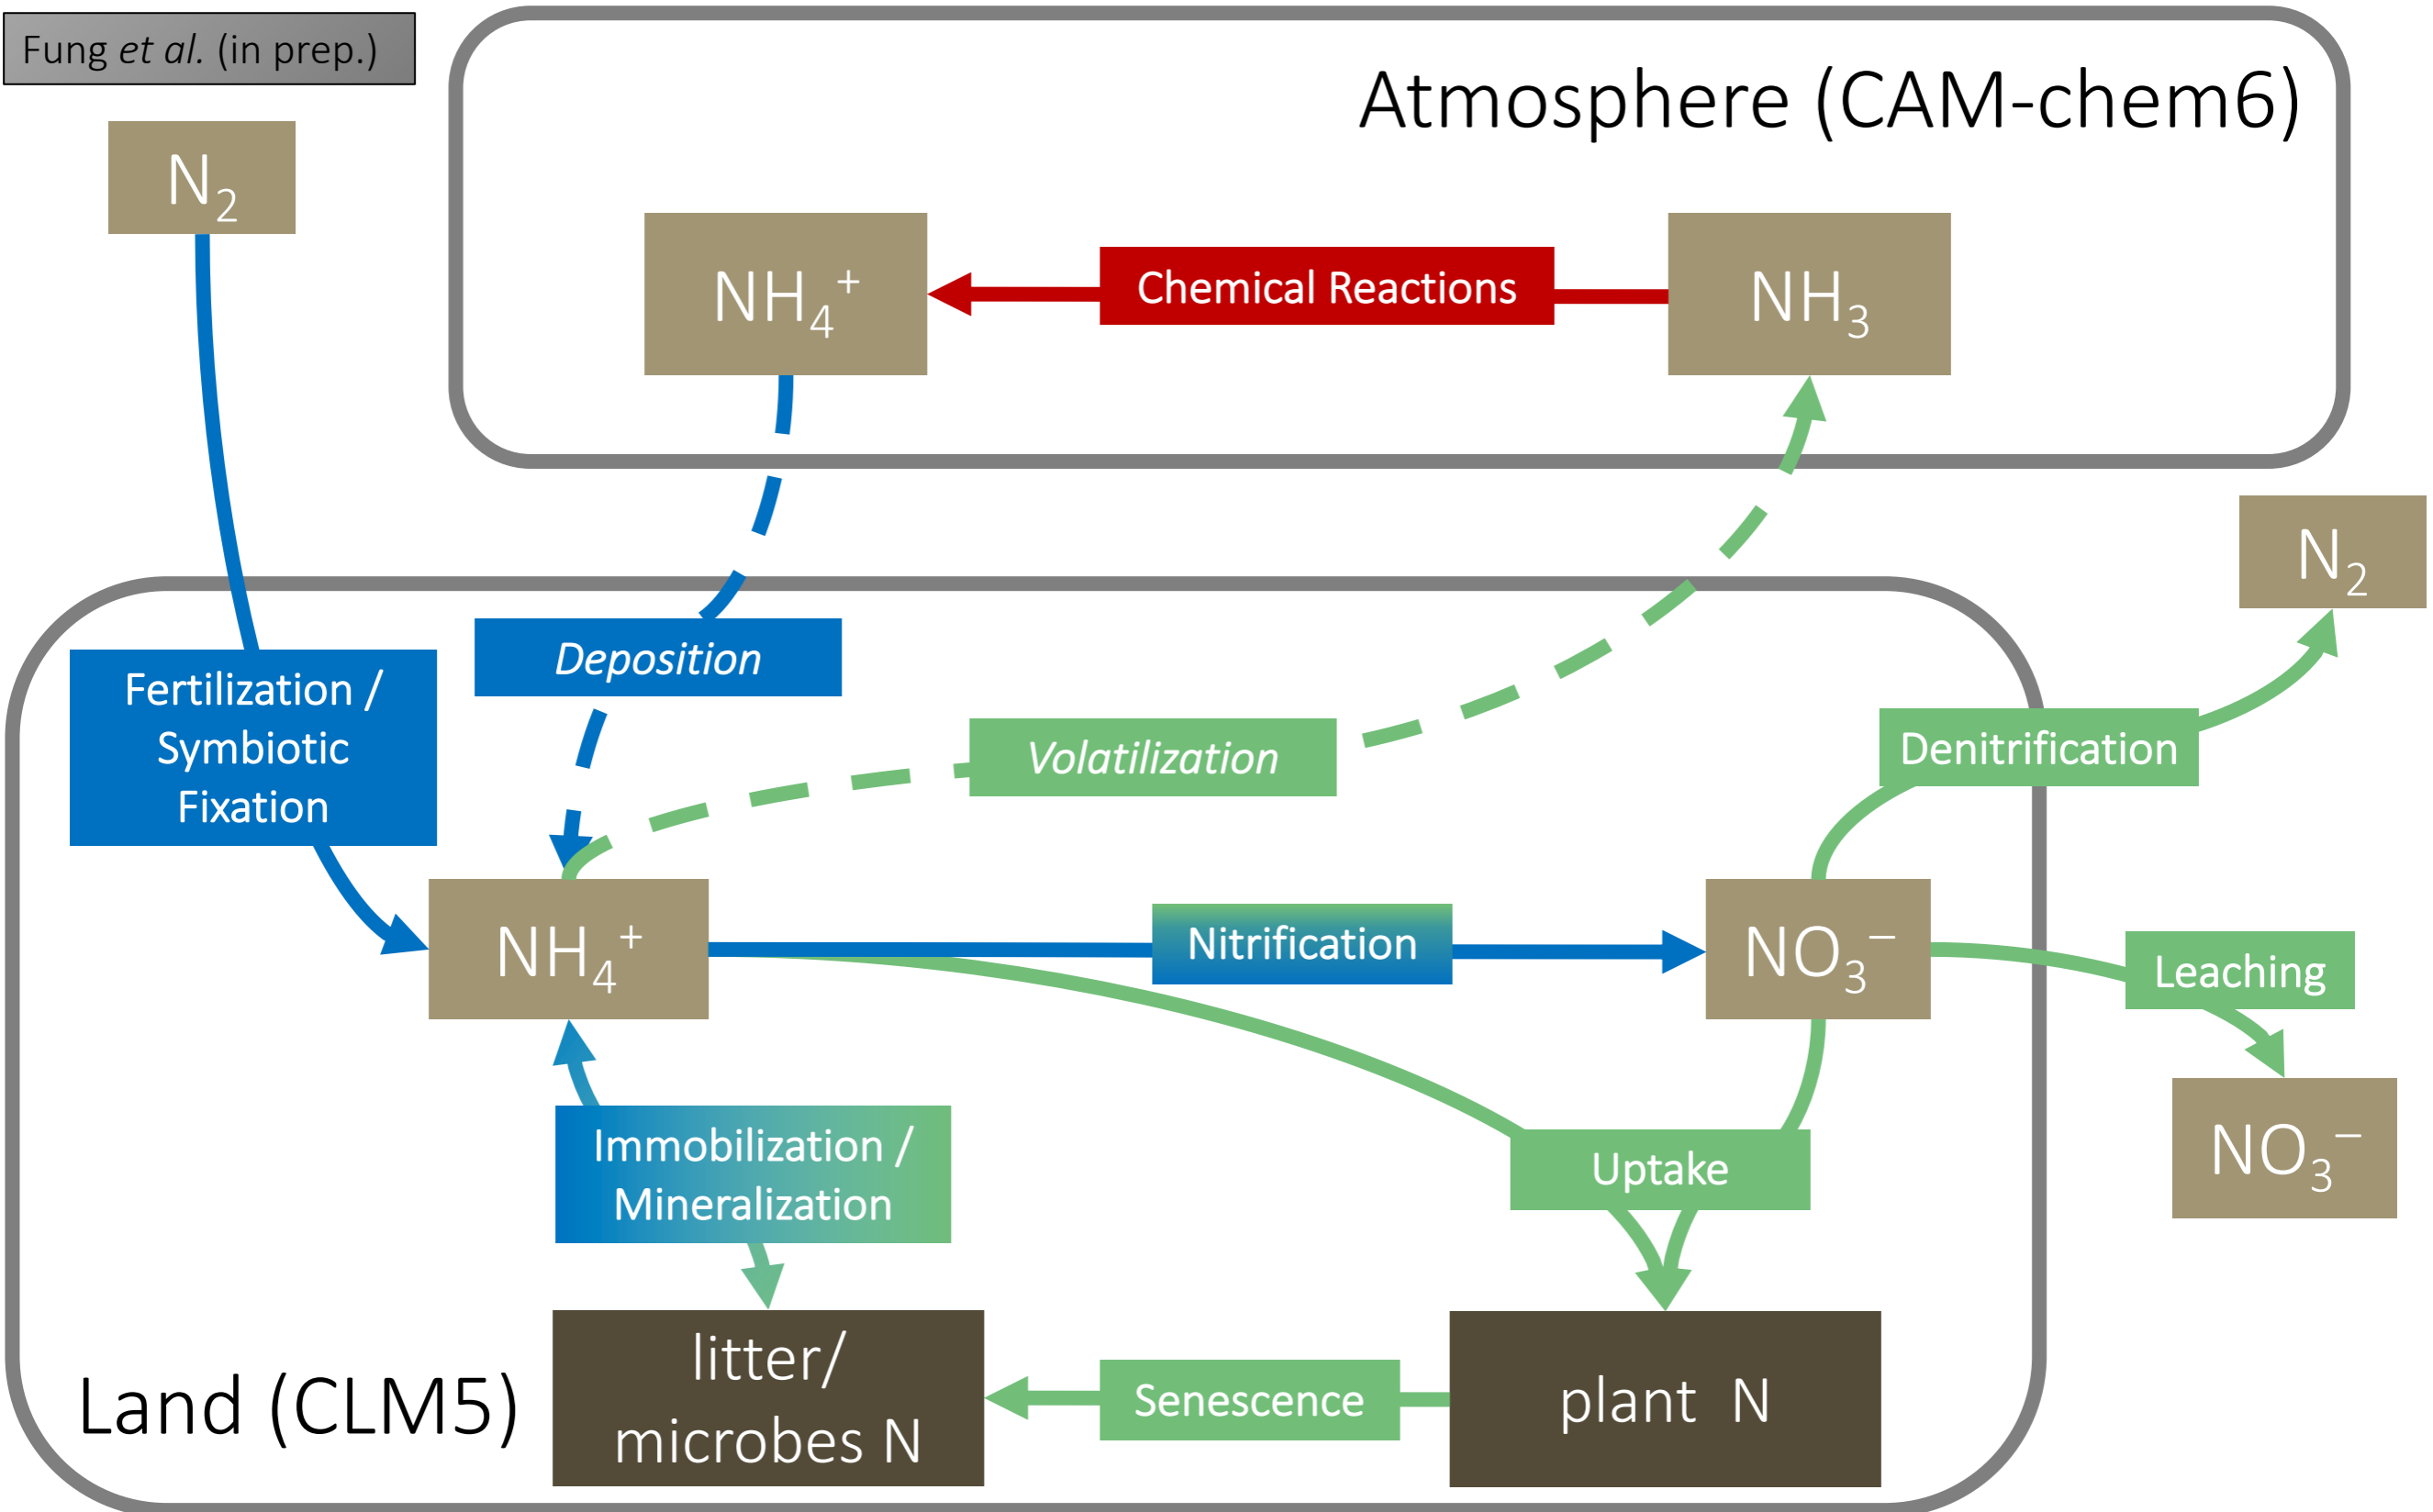 Fung et al. (in prep.)
Atmosphere (CAM-chem6)
N₂
NH₄⁺
Chemical Reactions
NH₃
N₂
Deposition
Fertilization /
Symbiotic
Fixation
Volatilization
Denitrification
NH₄⁺
Nitrification
NO₃⁻
Leaching
Immobilization /
Mineralization
Uptake
NO₃⁻
Land (CLM5)
litter/
microbes N
Senescence
plant N